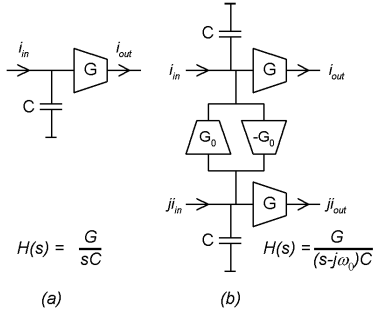 C
i_in
G
i_out
i_in
G
i_out
C
G_0
-G_0
ji_in
G
ji_out
C
H(s) = G/sC
H(s) = G/(s-jω_0)C
(a)
(b)